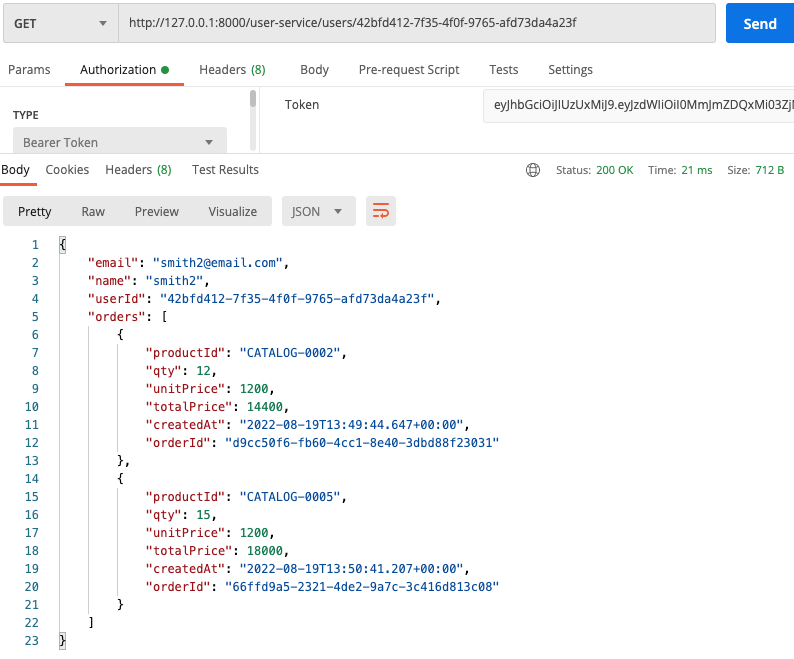 GET http://127.0.0.1:8000/user-service/users/42bfd412-7f35-4f0f-9765-afd73da4a23f Send
Params Authorization Headers (8) Body Pre-request Script Tests Settings
TYPE
Bearer Token
Token eyJhbGciOiJIUzUxMiJ9.eyJzdWIiOiI0MmJmZDQxMi03Zj
Body Cookies Headers (8) Test Results Status: 200 OK Time: 21 ms Size: 712 B
Pretty Raw Preview Visualize JSON
1 {
2 "email": "smith2@email.com",
3 "name": "smith2",
4 "userId": "42bfd412-7f35-4f0f-9765-afd73da4a23f",
5 "orders": [
6 {
7 "productId": "CATALOG-0002",
8 "qty": 12,
9 "unitPrice": 1200,
10 "totalPrice": 14400,
11 "createdAt": "2022-08-19T13:49:44.647+00:00",
12 "orderId": "d9cc50f6-fb60-4cc1-8e40-3dbd88f23031"
13 },
14 {
15 "productId": "CATALOG-0005",
16 "qty": 15,
17 "unitPrice": 1200,
18 "totalPrice": 18000,
19 "createdAt": "2022-08-19T13:50:41.207+00:00",
20 "orderId": "66ffd9a5-2321-4de2-9a7c-3c416d813c08"
21 }
22 ]
23 }